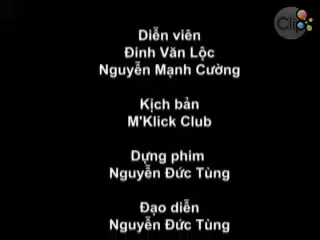 Clip
Diễn viên
Đinh Văn Lộc
Nguyễn Mạnh Cường
Kịch bản
M'Klick Club
Dựng phim
Nguyễn Đức Tùng
Đạo diễn
Nguyễn Đức Tùng